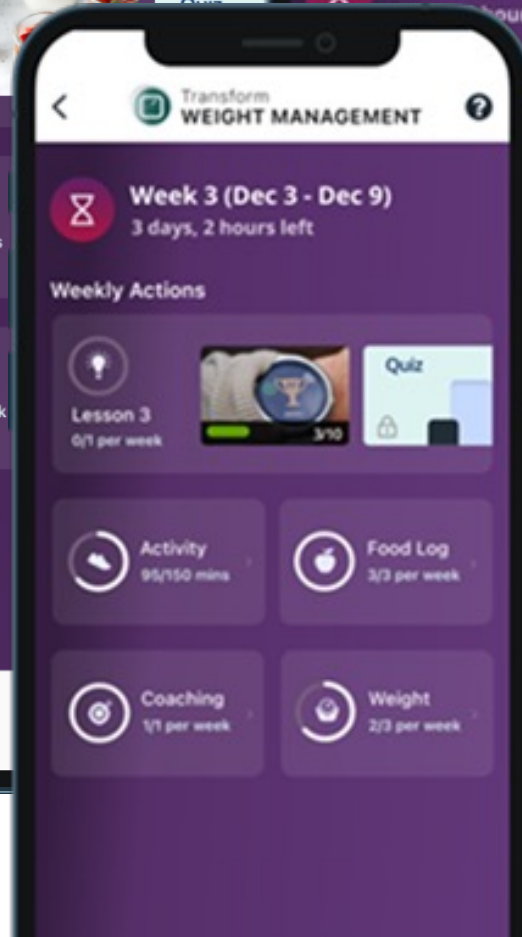 Quiz
hour
Transform
WEIGHT MANAGEMENT
?
Week 3 (Dec 3 - Dec 9)
3 days, 2 hours left
Weekly Actions
Lesson 3
0/1 per week
3/10
Quiz
Activity
95/150 mins
Food Log
3/3 per week
Coaching
1/1 per week
Weight
2/3 per week
s
k